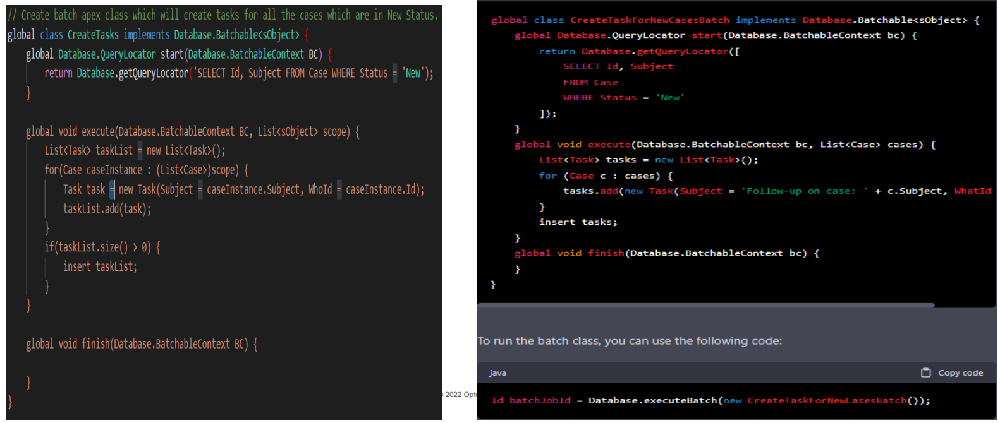 // Create batch apex class which will create tasks for all the cases which are in New Status.
global class CreateTasks implements Database.Batchable<sObject> {
global Database.QueryLocator start(Database.BatchableContext BC) {
return Database.getQueryLocator('SELECT Id, Subject FROM Case WHERE Status = 'New');
}
global void execute(Database.BatchableContext BC, List<sObject> scope) {
List<Task> taskList = new List<Task>();
for(Case caseInstance : (List<Case>)scope) {
Task task = new Task(Subject = caseInstance.Subject, WhoId = caseInstance.Id);
taskList.add(task);
}
if(taskList.size() > 0) {
insert taskList;
}
}
global void finish(Database.BatchableContext BC) {
}
}
2022 Optu
global class CreateTaskForNewCasesBatch implements Database.Batchable<sObject> {
global Database.QueryLocator start(Database.BatchableContext bc) {
return Database.getQueryLocator([
SELECT Id, Subject
FROM Case
WHERE Status = 'New'
]);
}
global void execute(Database.BatchableContext bc, List<Case> cases) {
List<Task> tasks = new List<Task>();
for (Case c : cases) {
tasks.add(new Task(Subject = 'Follow-up on case: ' + c.Subject, WhatId
}
insert tasks;
}
global void finish(Database.BatchableContext bc) {
}
}
To run the batch class, you can use the following code:
java
Copy code
Id batchJobId = Database.executeBatch(new CreateTaskForNewCasesBatch());